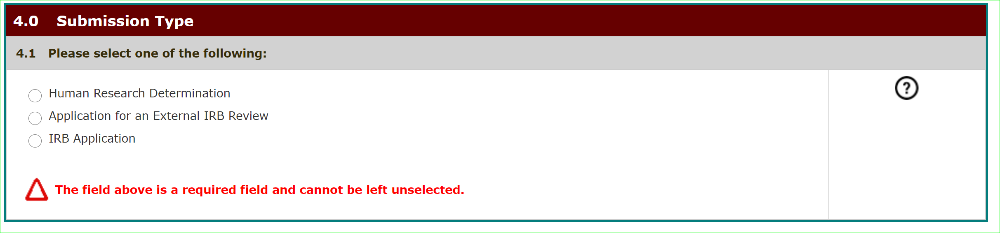 4.0 Submission Type
4.1 Please select one of the following:
Human Research Determination
?
Application for an External IRB Review
IRB Application
The field above is a required field and cannot be left unselected.